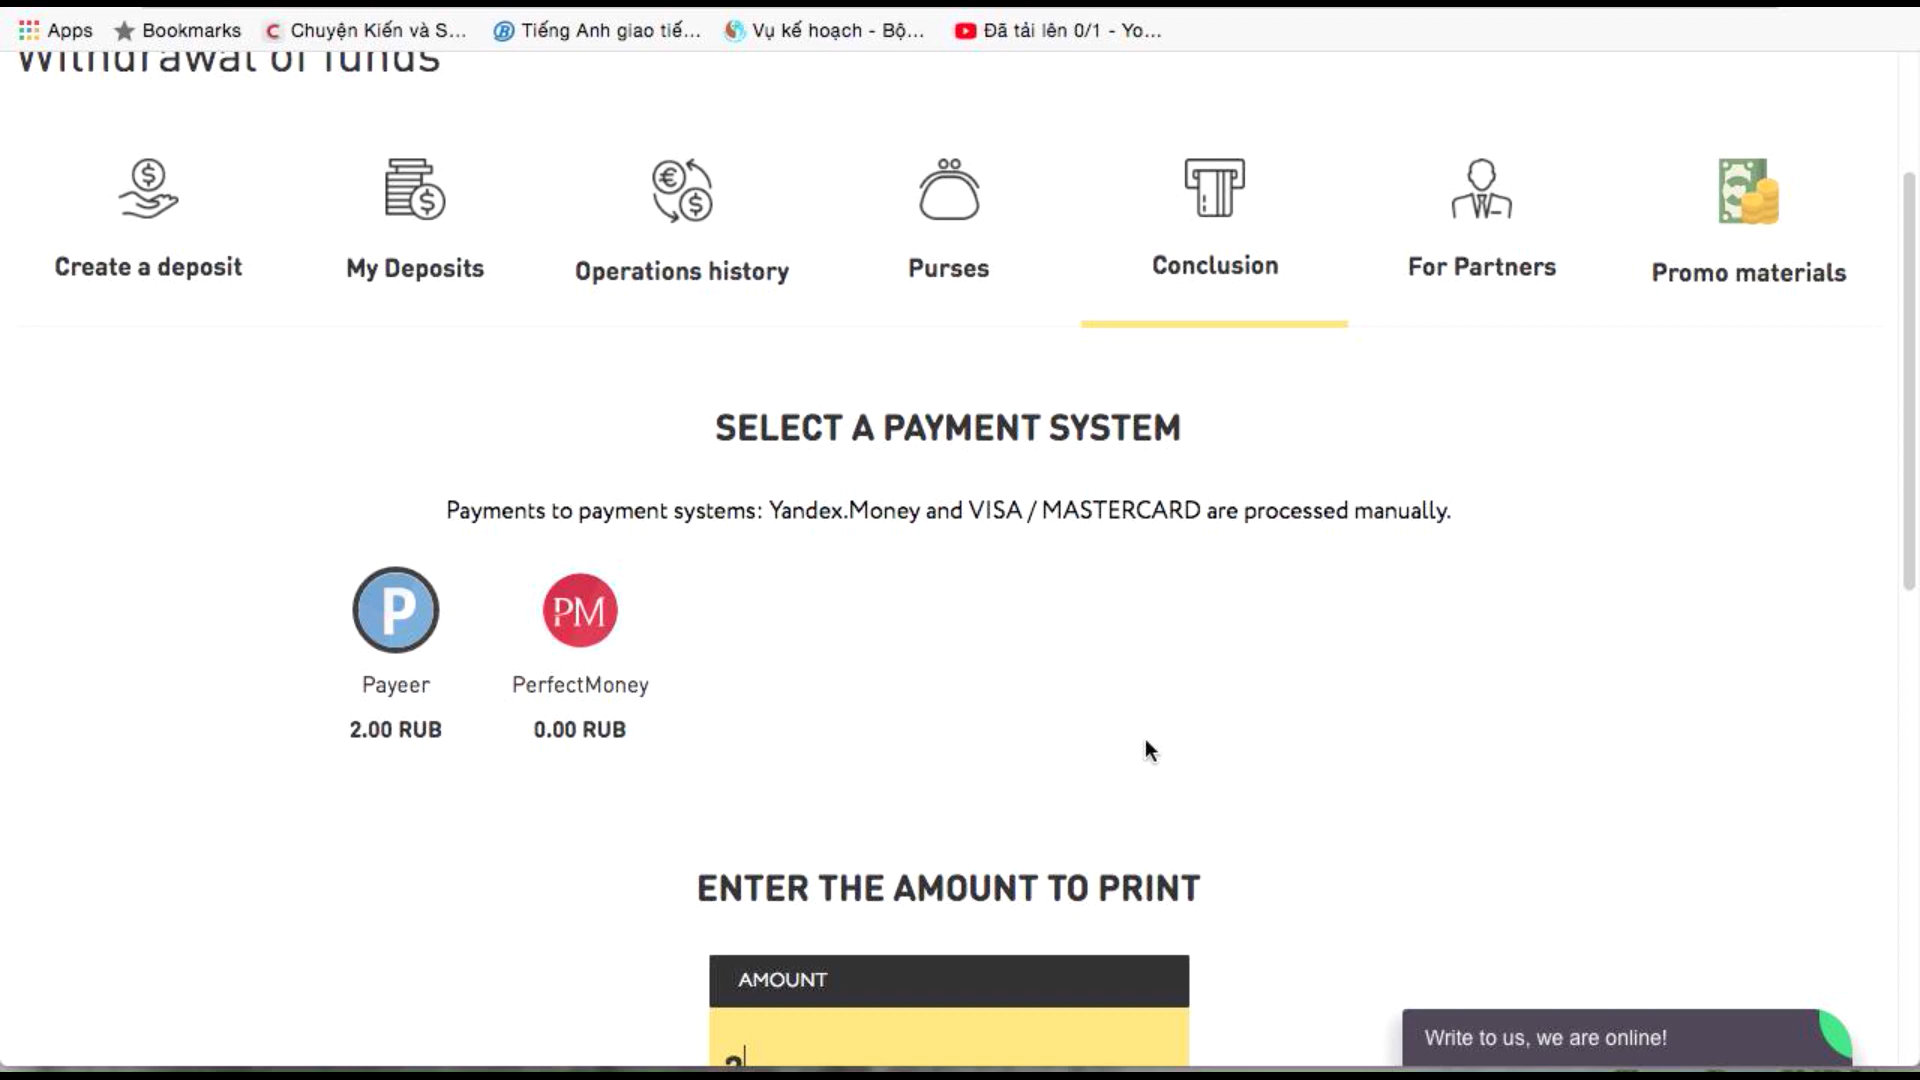 Apps Bookmarks Chuyện Kiến và S... Tiếng Anh giao tiế... Vụ kế hoạch - Bộ... Đã tải lên 0/1 - Yo...
Withdrawal of funds
Create a deposit My Deposits Operations history Purses Conclusion For Partners Promo materials
SELECT A PAYMENT SYSTEM
Payments to payment systems: Yandex.Money and VISA / MASTERCARD are processed manually.
P PM
Payeer PerfectMoney
2.00 RUB 0.00 RUB
ENTER THE AMOUNT TO PRINT
AMOUNT
Write to us, we are online!